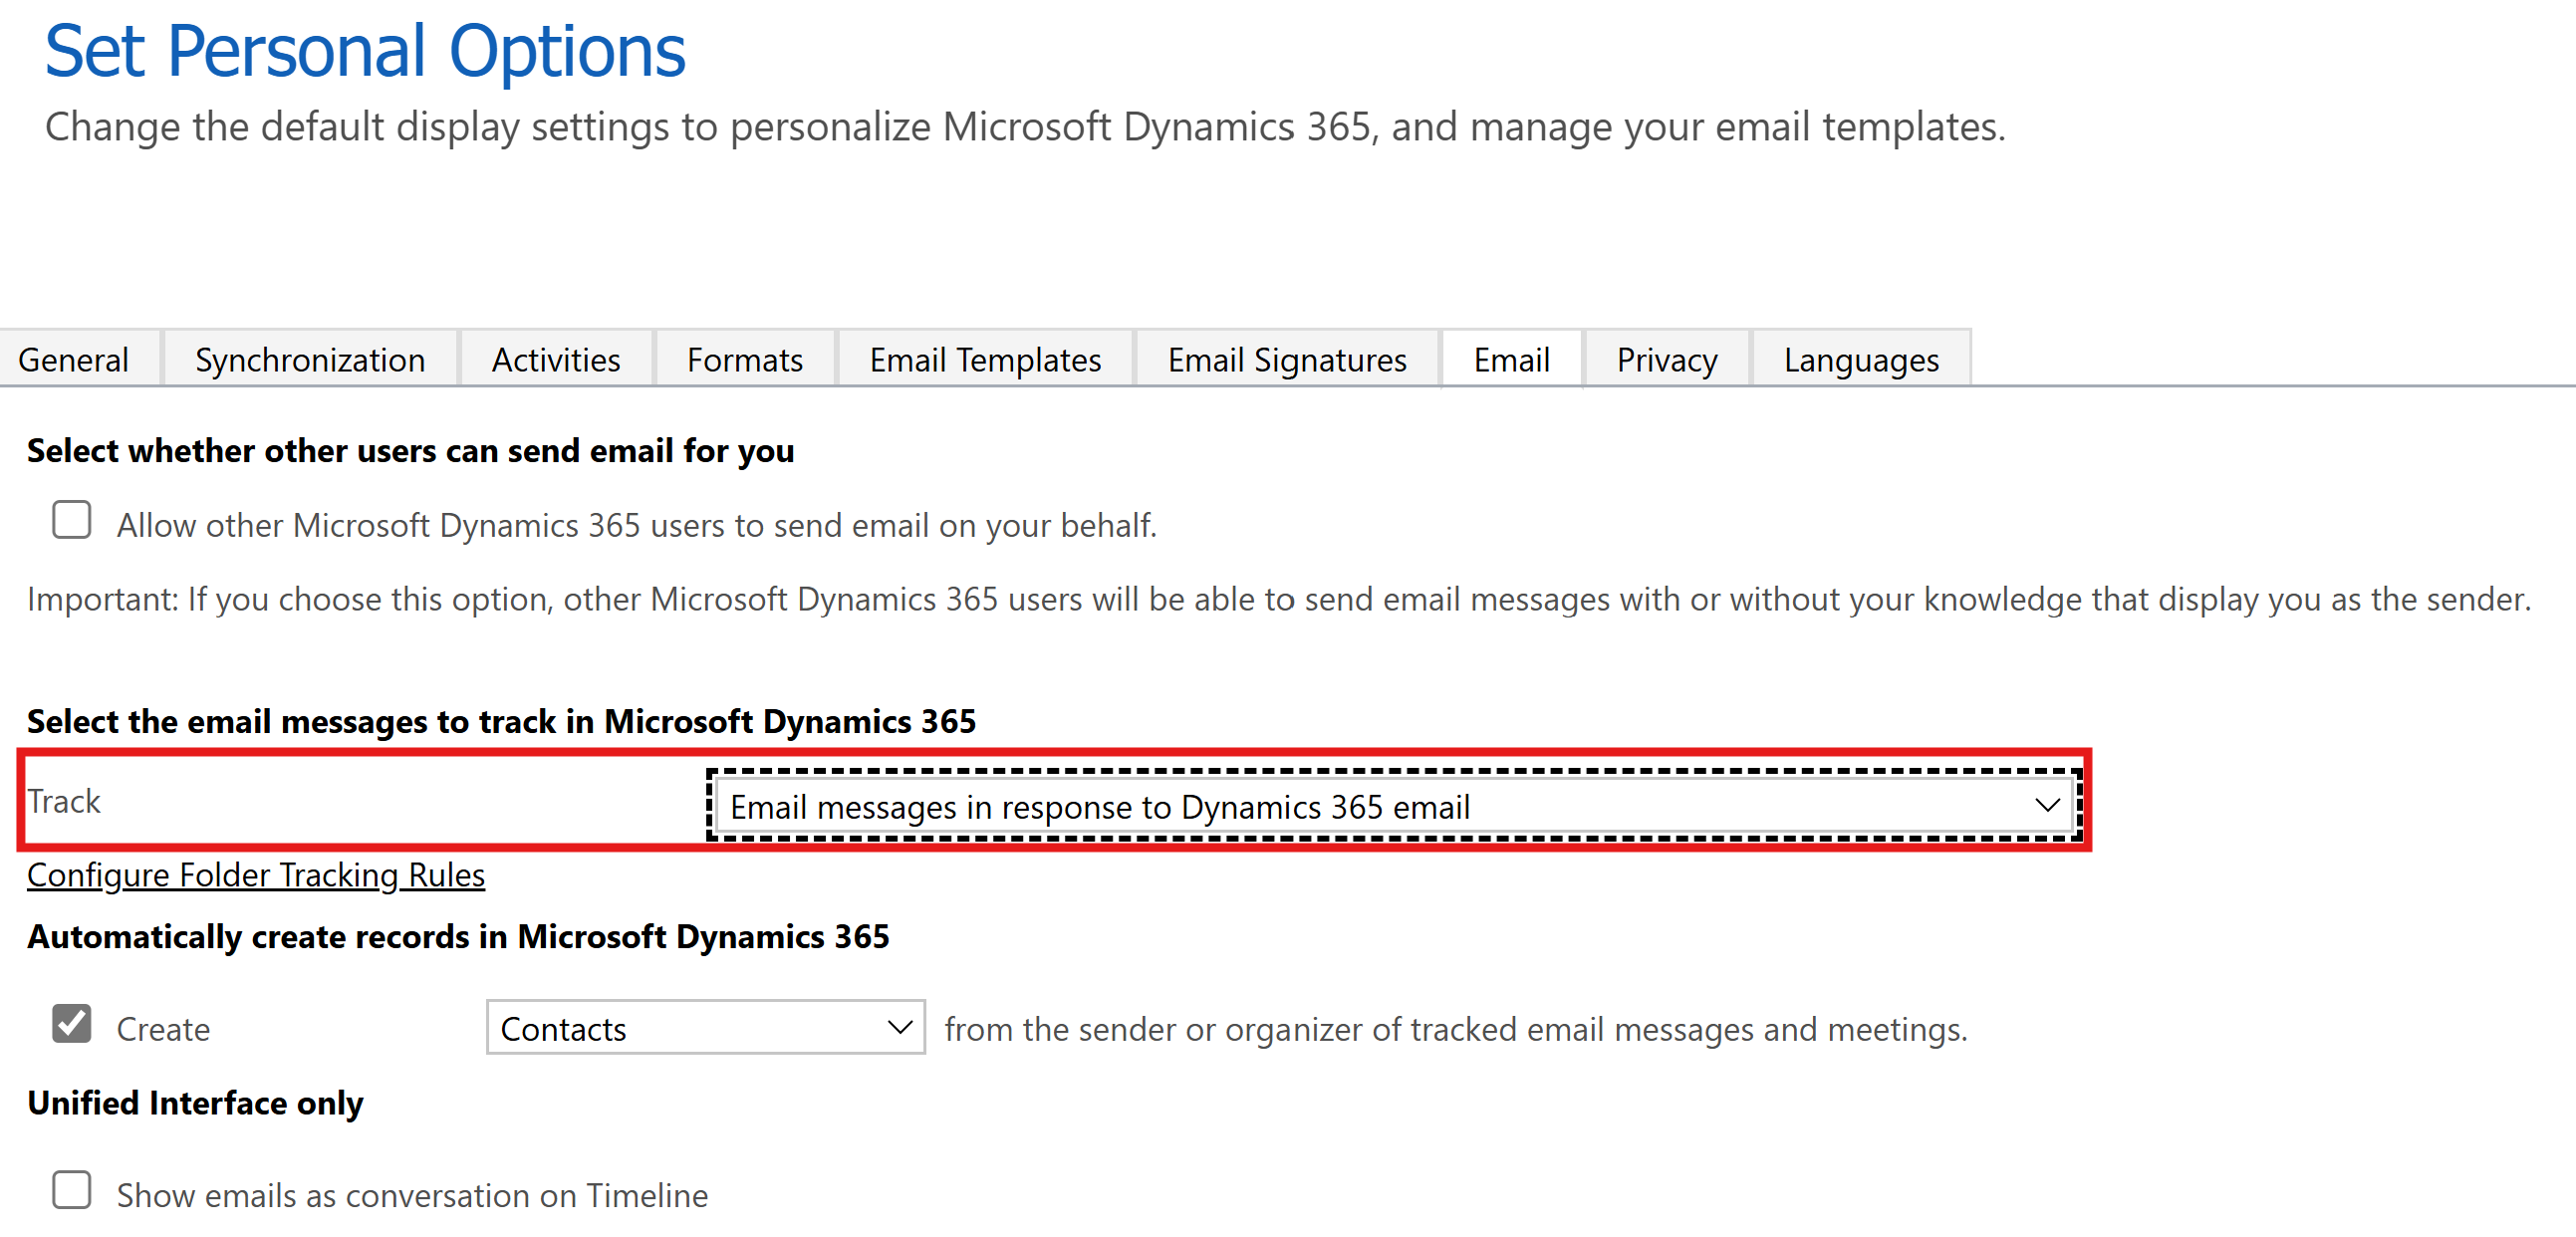 Set Personal Options
Change the default display settings to personalize Microsoft Dynamics 365, and manage your email templates.
General Synchronization Activities Formats Email Templates Email Signatures Email Privacy Languages
Select whether other users can send email for you
Allow other Microsoft Dynamics 365 users to send email on your behalf.
Important: If you choose this option, other Microsoft Dynamics 365 users will be able to send email messages with or without your knowledge that display you as the sender.
Select the email messages to track in Microsoft Dynamics 365
Track Email messages in response to Dynamics 365 email
Configure Folder Tracking Rules
Automatically create records in Microsoft Dynamics 365
Create Contacts from the sender or organizer of tracked email messages and meetings.
Unified Interface only
Show emails as conversation on Timeline